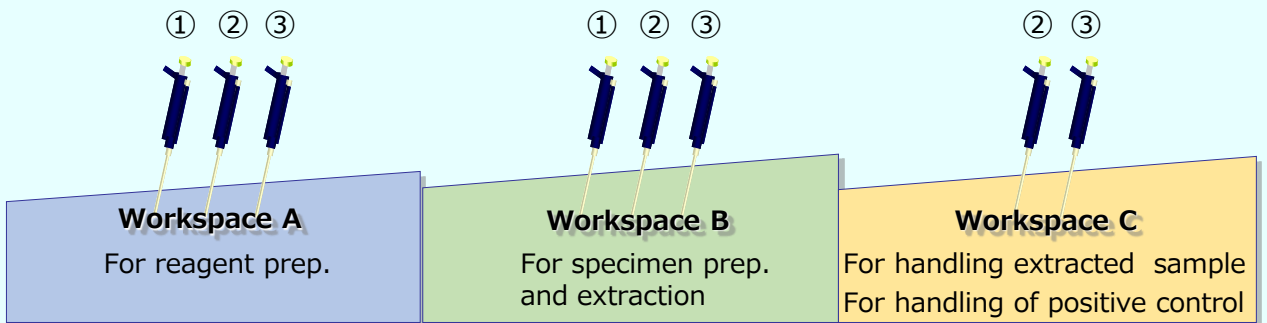 ① ② ③
① ② ③
② ③
Workspace A
For reagent prep.
Workspace B
For specimen prep.
and extraction
Workspace C
For handling extracted sample
For handling of positive control